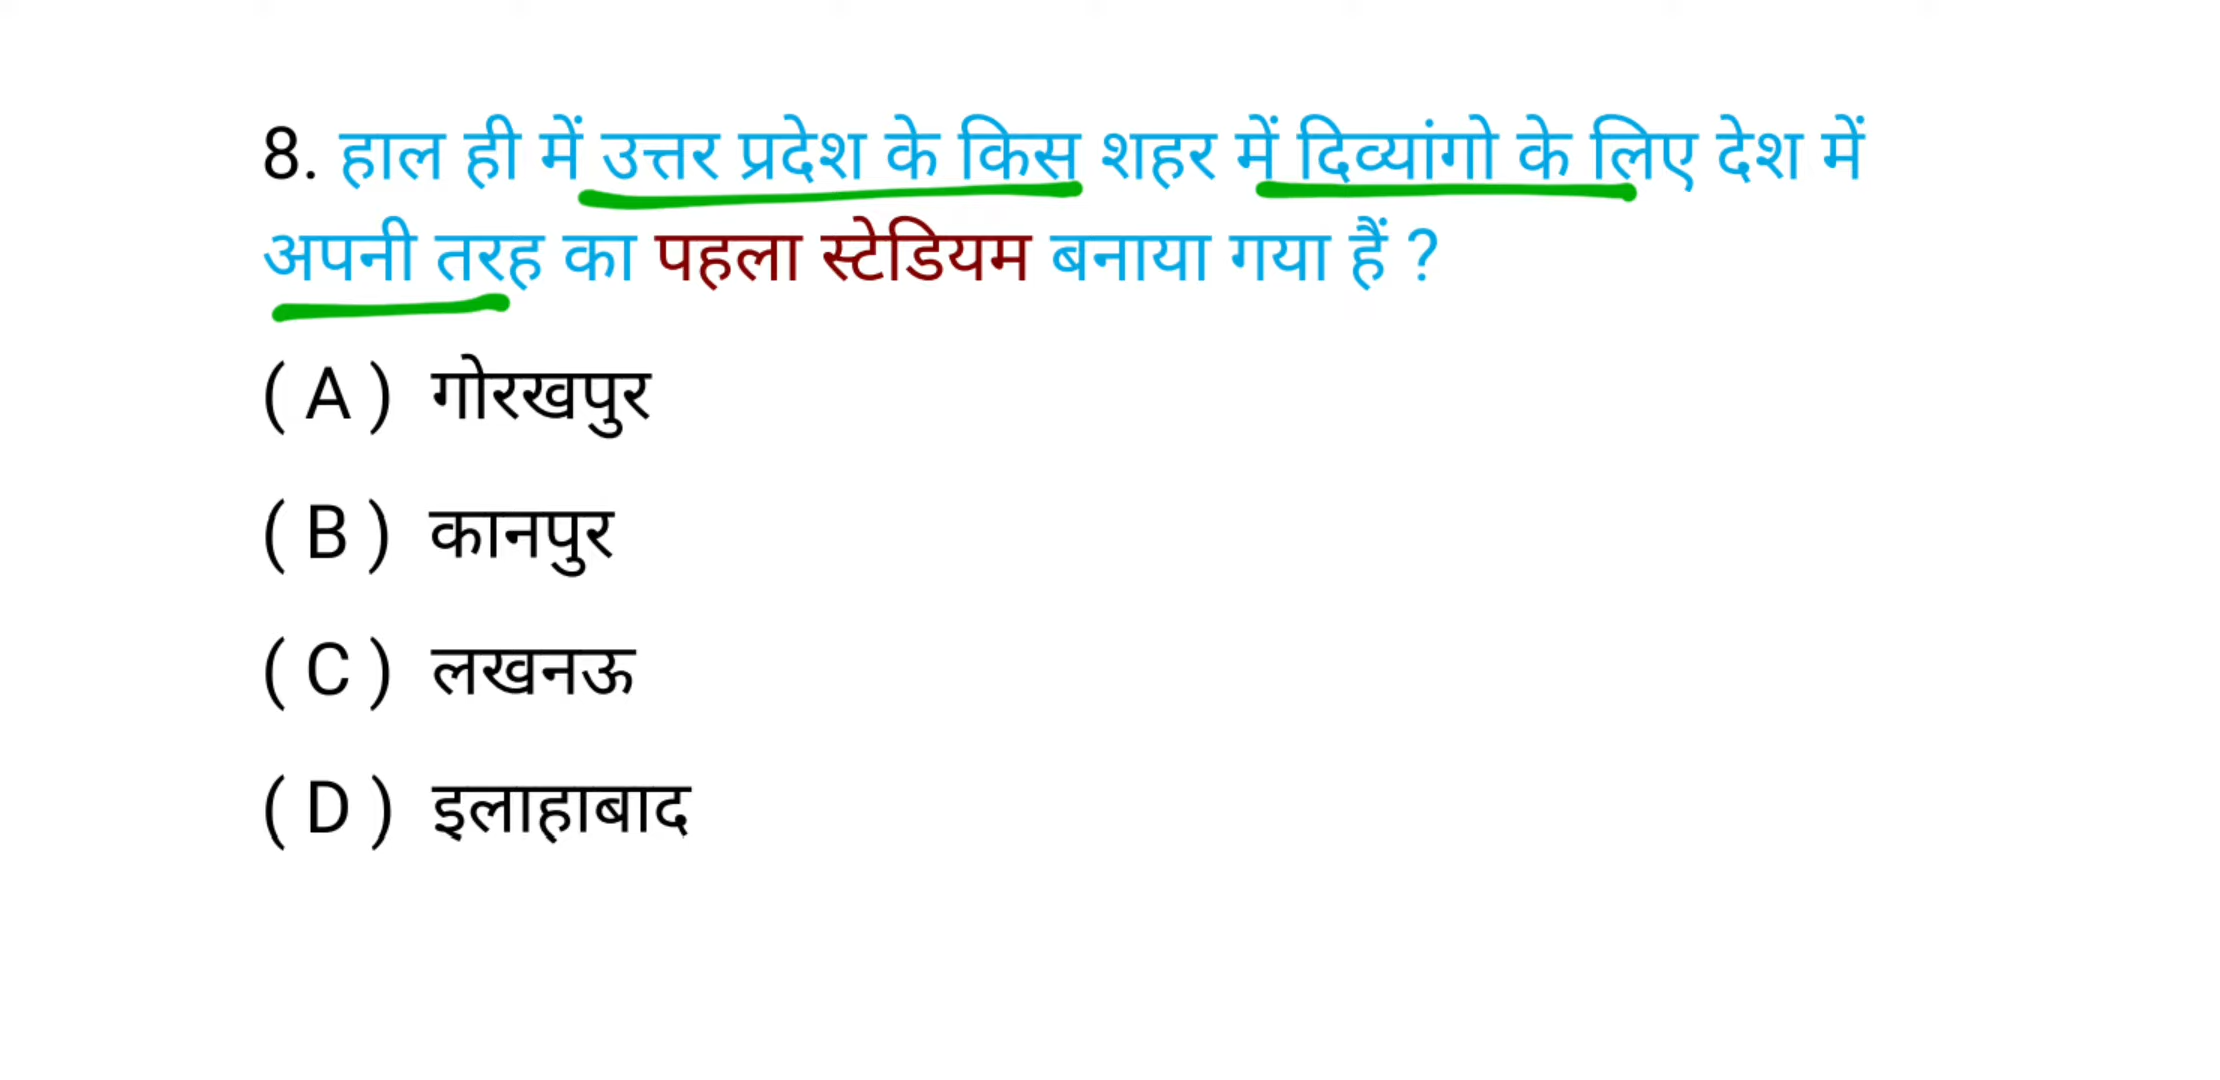 8. हाल ही में उत्तर प्रदेश के किस शहर में दिव्यांगो के लिए देश में
अपनी तरह का पहला स्टेडियम बनाया गया हैं ?
( A ) गोरखपुर
( B ) कानपुर
( C ) लखनऊ
( D ) इलाहाबाद